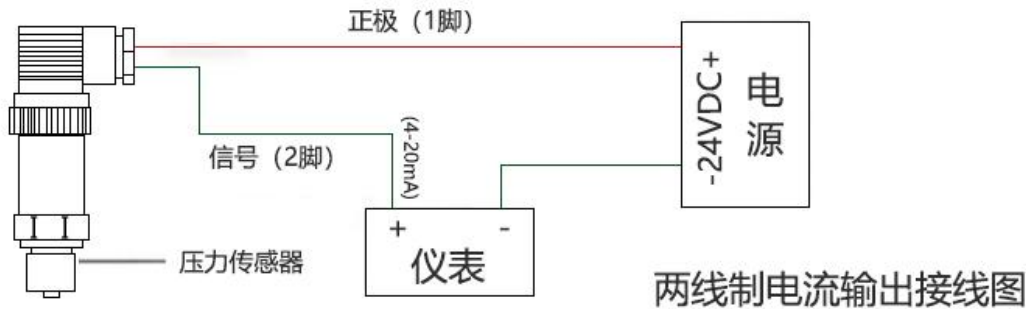 正极（1脚）
-24VDC+
电源
(4-20mA)
信号（2脚）
+ -
仪表
压力传感器
两线制电流输出接线图